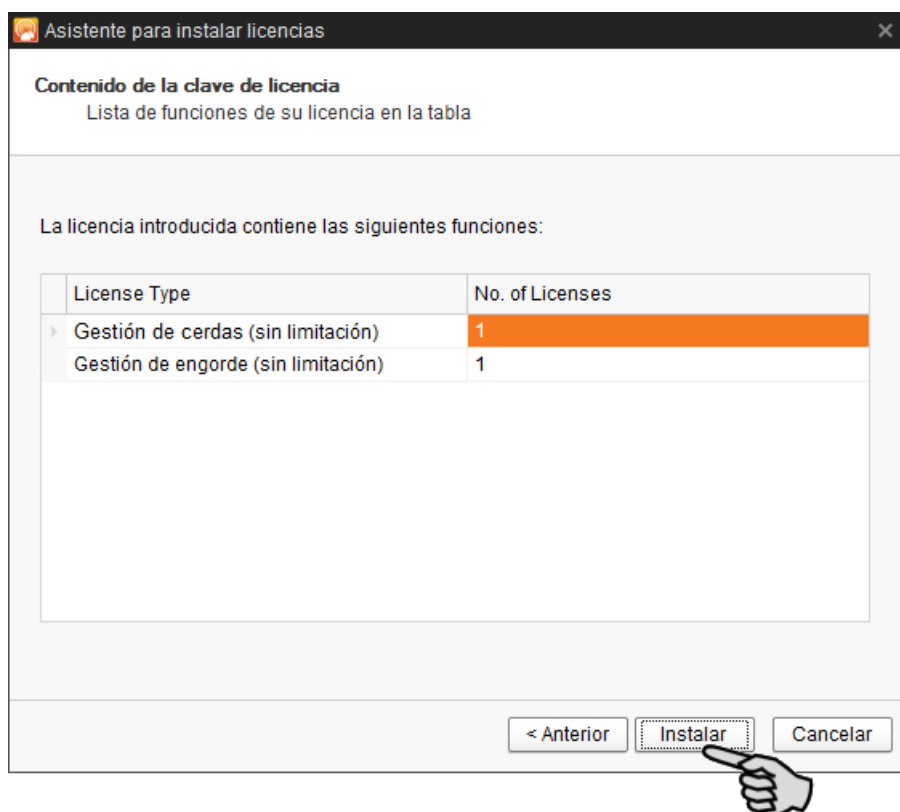 Asistente para instalar licencias
Contenido de la clave de licencia
Lista de funciones de su licencia en la tabla
La licencia introducida contiene las siguientes funciones:
License Type No. of Licenses
Gestión de cerdas (sin limitación) 1
Gestión de engorde (sin limitación) 1
< Anterior Instalar Cancelar